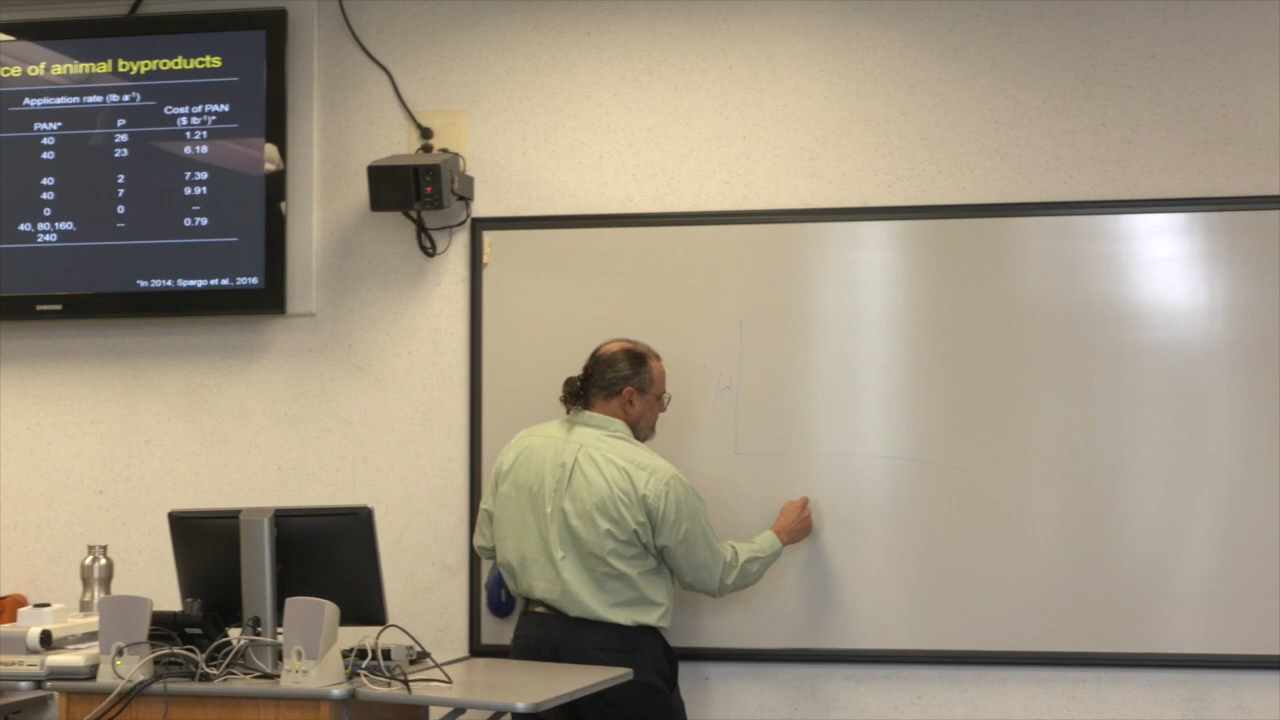 ce of animal byproducts
Application rate (lb a⁻¹)
Cost of PAN
($ lb⁻¹)*
PAN* P
40 26 1.21
40 23 6.18
40 2 7.39
40 7 9.91
0 0 --
40, 80,160, -- 0.79
240
*In 2014; Spargo et al., 2016
SAMSUNG